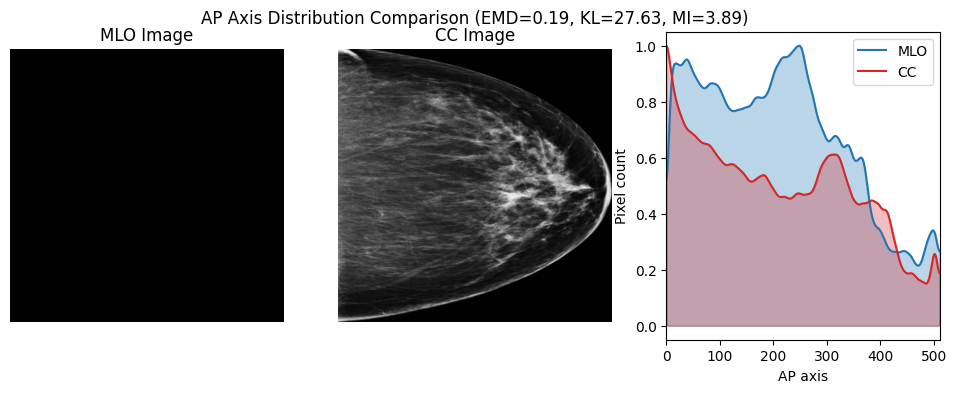 AP Axis Distribution Comparison (EMD=0.19, KL=27.63, MI=3.89)
MLO Image
CC Image
MLO
CC
Pixel count
1.0
0.8
0.6
0.4
0.2
0.0
0 100 200 300 400 500
AP axis